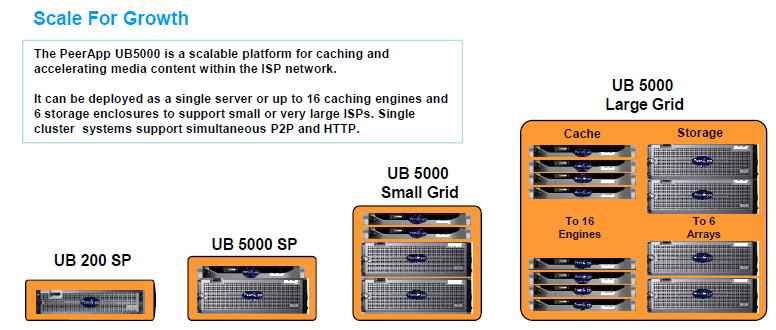 Scale For Growth
The PeerApp UB5000 is a scalable platform for caching and
accelerating media content within the ISP network.
It can be deployed as a single server or up to 16 caching engines and
6 storage enclosures to support small or very large ISPs. Single
cluster  systems support simultaneous P2P and HTTP.
UB 200 SP
UB 5000 SP
UB 5000
Small Grid
UB 5000
Large Grid
Cache
Storage
To 16
Engines
To 6
Arrays